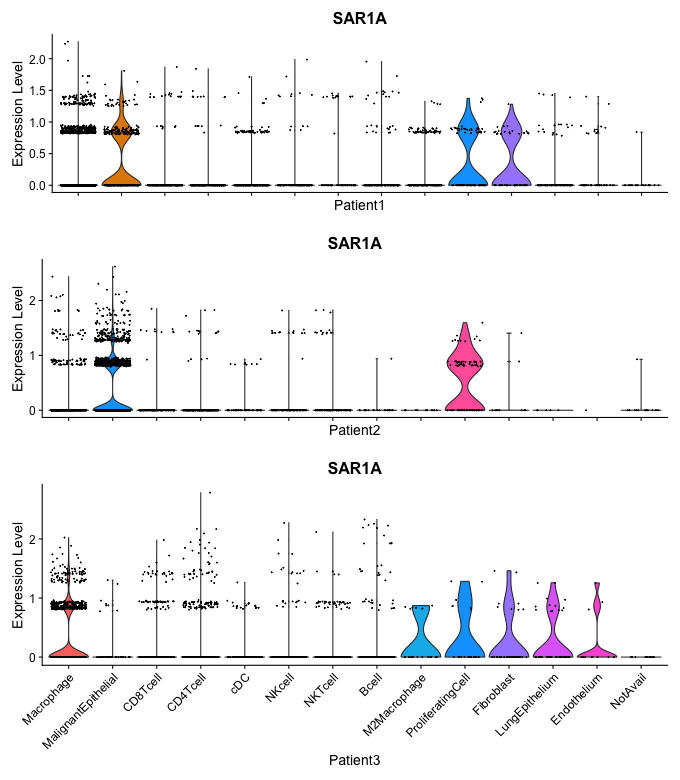 SAR1A
Expression Level
2.0
1.5
1.0
0.5
0.0
Patient1
SAR1A
Expression Level
2
1
0
Patient2
SAR1A
Expression Level
2
1
0
Macrophage
MalignantEpithelial
CD8Tcell
CD4Tcell
cDC
NKcell
NKTcell
Bcell
M2Macrophage
ProliferatingCell
Fibroblast
LungEpithelium
Endothelium
NotAvail
Patient3